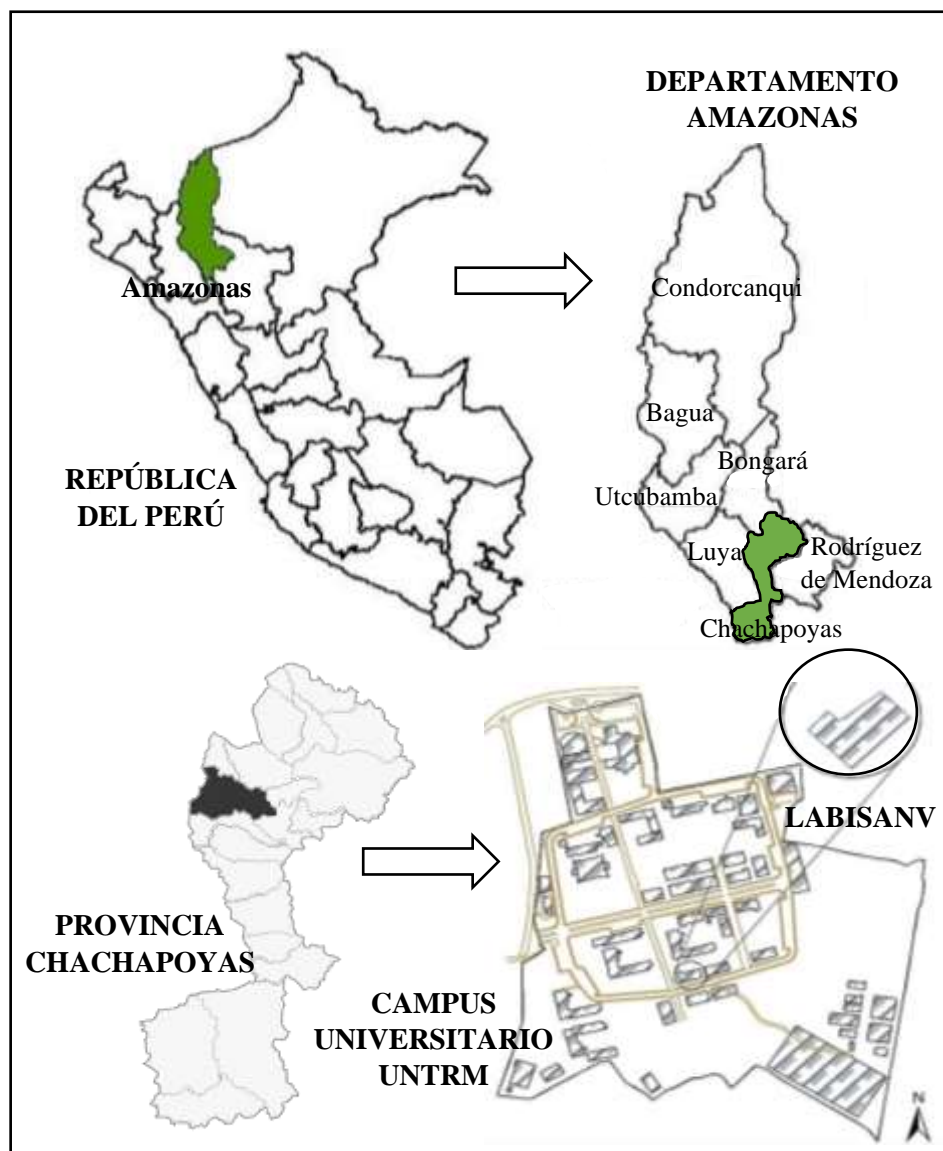 DEPARTAMENTO
AMAZONAS
Amazonas
Condorcanqui
Bagua
Bongará
Utcubamba
REPÚBLICA
DEL PERÚ
Luya
Rodríguez
de Mendoza
Chachapoyas
LABISANV
PROVINCIA
CHACHAPOYAS
CAMPUS
UNIVERSITARIO
UNTRM
N